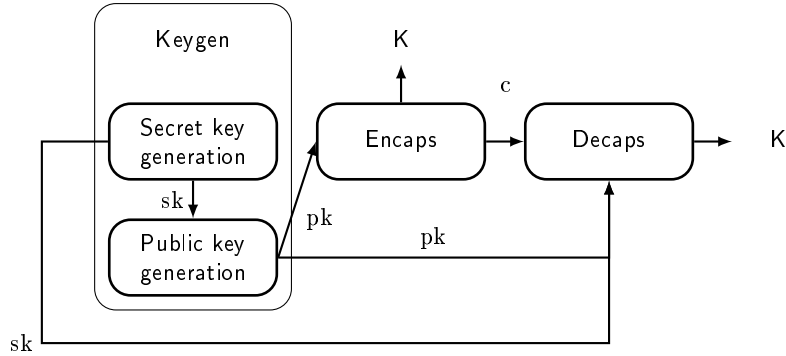 Keygen
K
c
Secret key
generation
Encaps
Decaps
K
sk
pk
Public key
generation
pk
sk